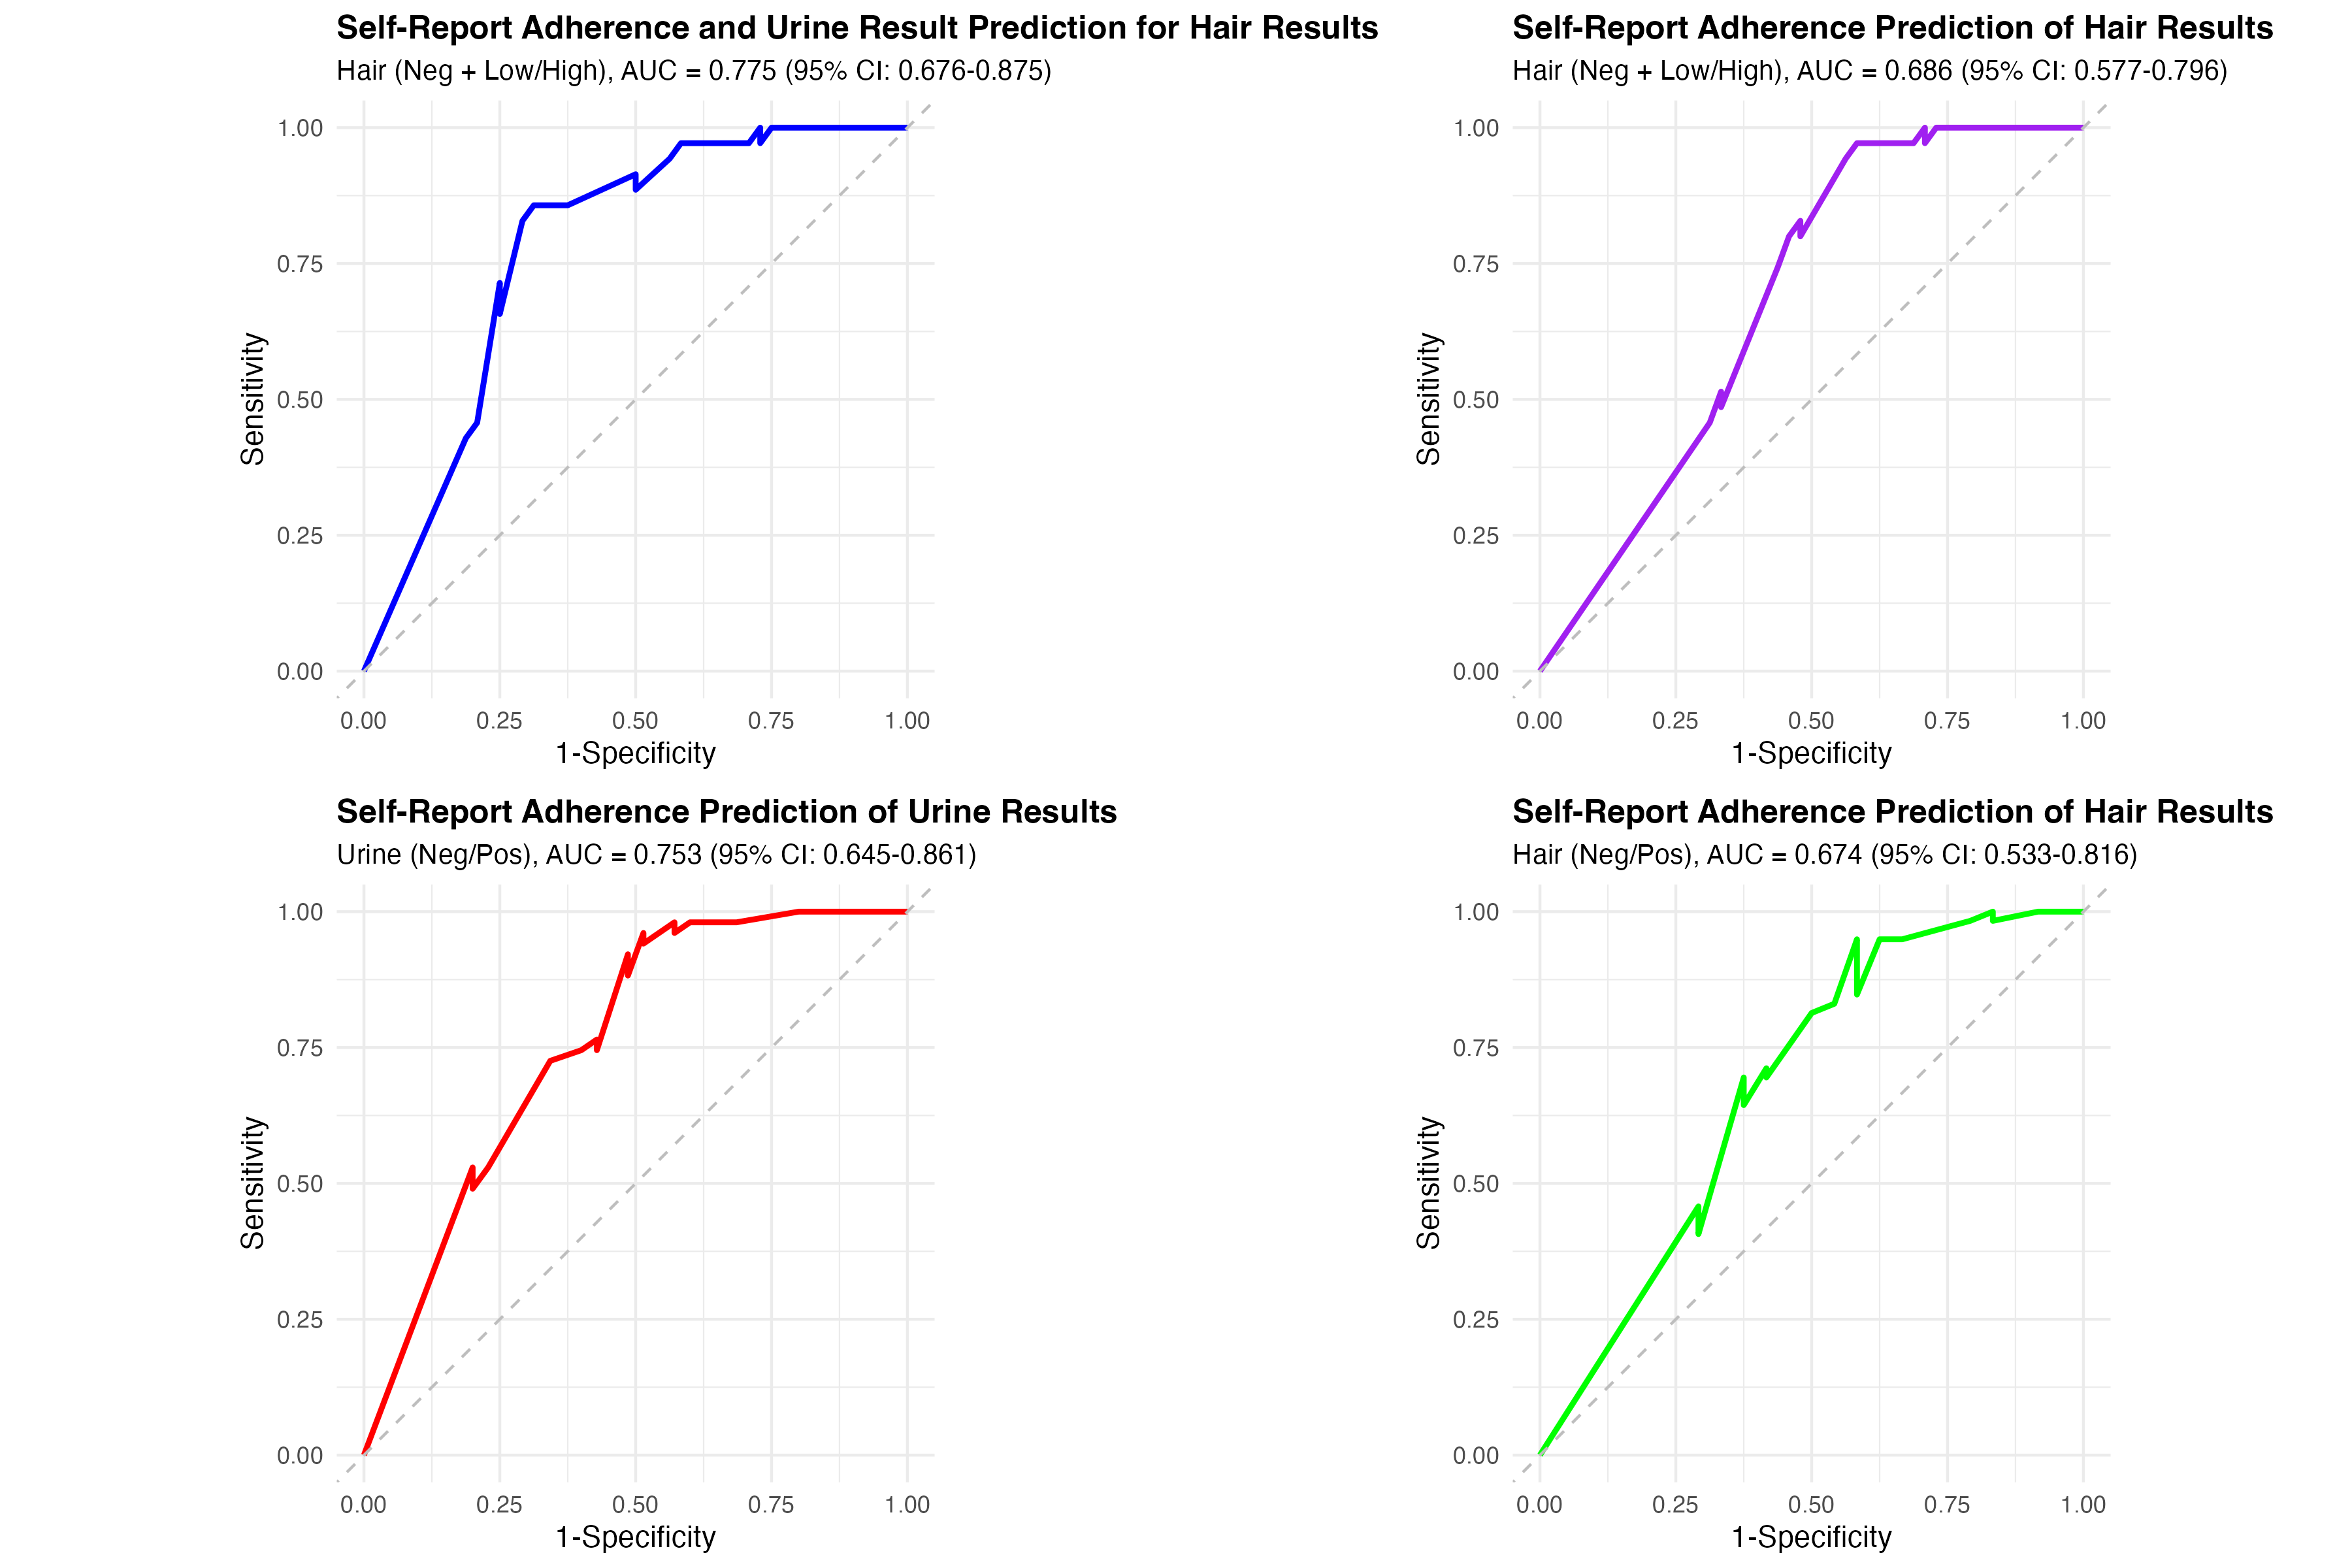 Self-Report Adherence and Urine Result Prediction for Hair Results
Hair (Neg + Low/High), AUC = 0.775 (95% CI: 0.676-0.875)
1.00
0.75
0.50
0.25
0.00
Sensitivity
0.00 0.25 0.50 0.75 1.00
1-Specificity
Self-Report Adherence Prediction of Hair Results
Hair (Neg + Low/High), AUC = 0.686 (95% CI: 0.577-0.796)
1.00
0.75
0.50
0.25
0.00
Sensitivity
0.00 0.25 0.50 0.75 1.00
1-Specificity
Self-Report Adherence Prediction of Urine Results
Urine (Neg/Pos), AUC = 0.753 (95% CI: 0.645-0.861)
1.00
0.75
0.50
0.25
0.00
Sensitivity
0.00 0.25 0.50 0.75 1.00
1-Specificity
Self-Report Adherence Prediction of Hair Results
Hair (Neg/Pos), AUC = 0.674 (95% CI: 0.533-0.816)
1.00
0.75
0.50
0.25
0.00
Sensitivity
0.00 0.25 0.50 0.75 1.00
1-Specificity